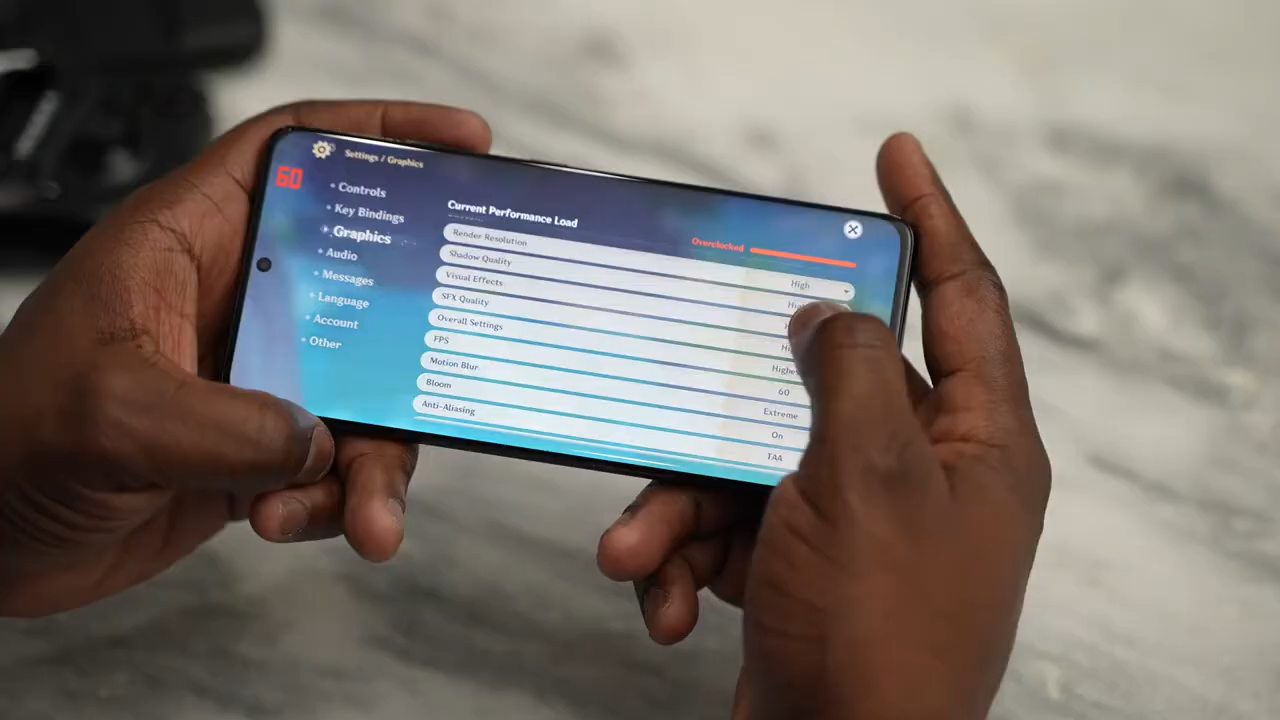 Settings / Graphics
60
Controls
Key Bindings
Graphics
Audio
Messages
Language
Account
Other
Current Performance Load
Overclocked
Render Resolution
High
Shadow Quality
Visual Effects
SFX Quality
Overall Settings
Highest
FPS
60
Motion Blur
Extreme
Bloom
On
Anti-Aliasing
TAA